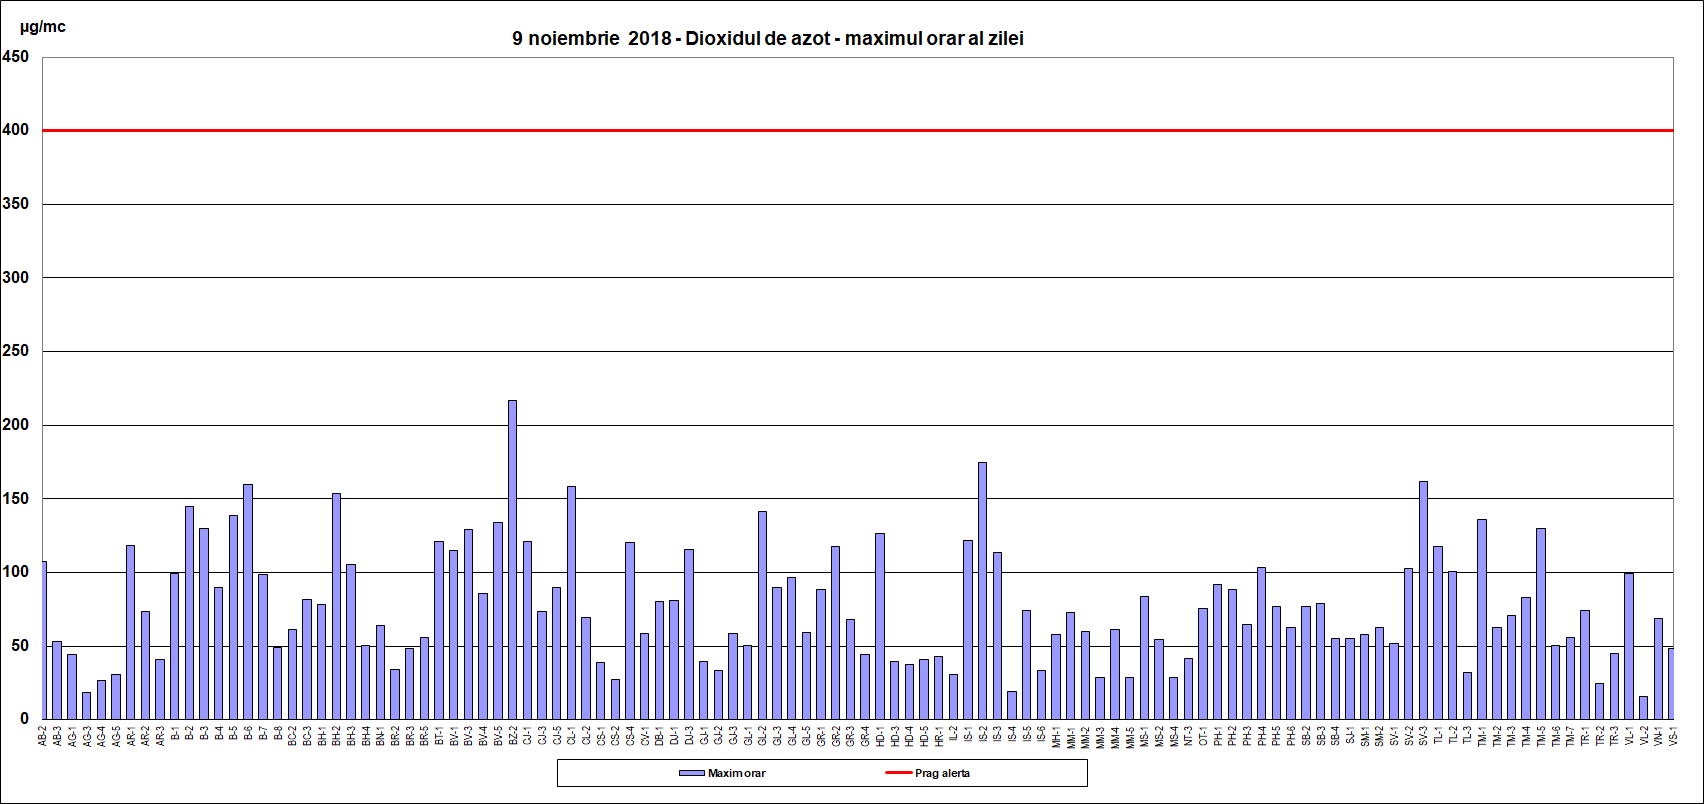 µg/mc
9 noiembrie 2018 - Dioxidul de azot - maximul orar al zilei
450
400
350
300
250
200
150
100
50
0
AB-2 AB-3 AG-1 AG-3 AG-4 AG-5 AR-1 AR-2 AR-3 B-1 B-2 B-3 B-4 B-5 B-6 B-7 B-8 BC-2 BC-3 BH-1 BH-2 BH-3 BH-4 BN-1 BR-2 BR-3 BR-5 BT-1 BV-1 BV-3 BV-4 BV-5 BZ-2 CJ-1 CJ-3 CJ-5 CL-1 CL-2 CS-1 CS-2 CS-4 CV-1 DB-1 DJ-1 DJ-3 GJ-1 GJ-2 GJ-3 GL-1 GL-2 GL-3 GL-4 GL-5 GR-1 GR-2 GR-3 GR-4 HD-1 HD-3 HD-4 HD-5 HR-1 IL-2 IS-1 IS-2 IS-3 IS-4 IS-5 IS-6 MH-1 MM-1 MM-2 MM-3 MM-4 MM-5 MS-1 MS-2 MS-4 NT-3 OT-1 PH-1 PH-2 PH-3 PH-4 PH-5 PH-6 SB-2 SB-3 SB-4 SJ-1 SM-1 SM-2 SV-1 SV-2 SV-3 TL-1 TL-2 TL-3 TM-1 TM-2 TM-3 TM-4 TM-5 TM-6 TM-7 TR-1 TR-2 TR-3 VL-1 VL-2 VN-1 VS-1
Maxim orar Prag alerta